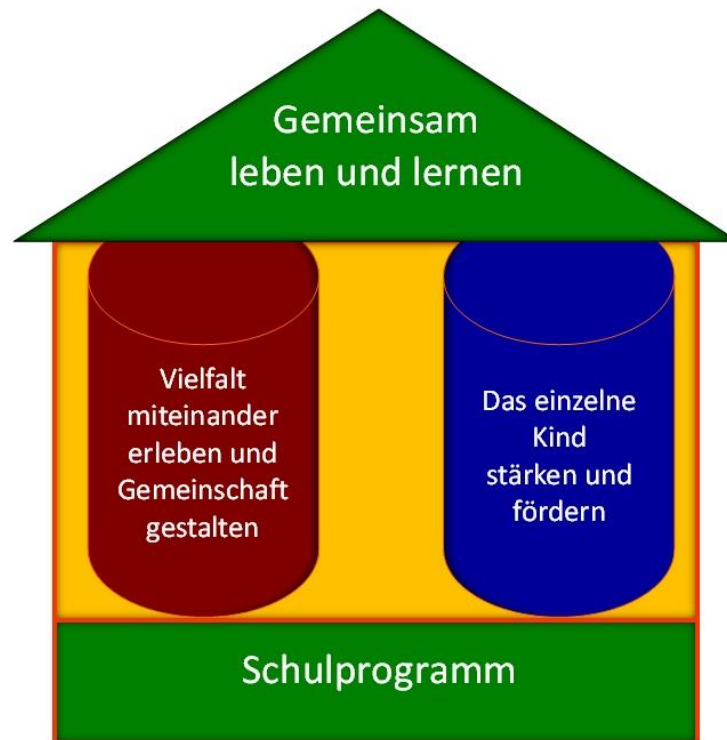 Gemeinsam
leben und lernen
Vielfalt
miteinander
erleben und
Gemeinschaft
gestalten
Das einzelne
Kind
stärken und
fördern
Schulprogramm